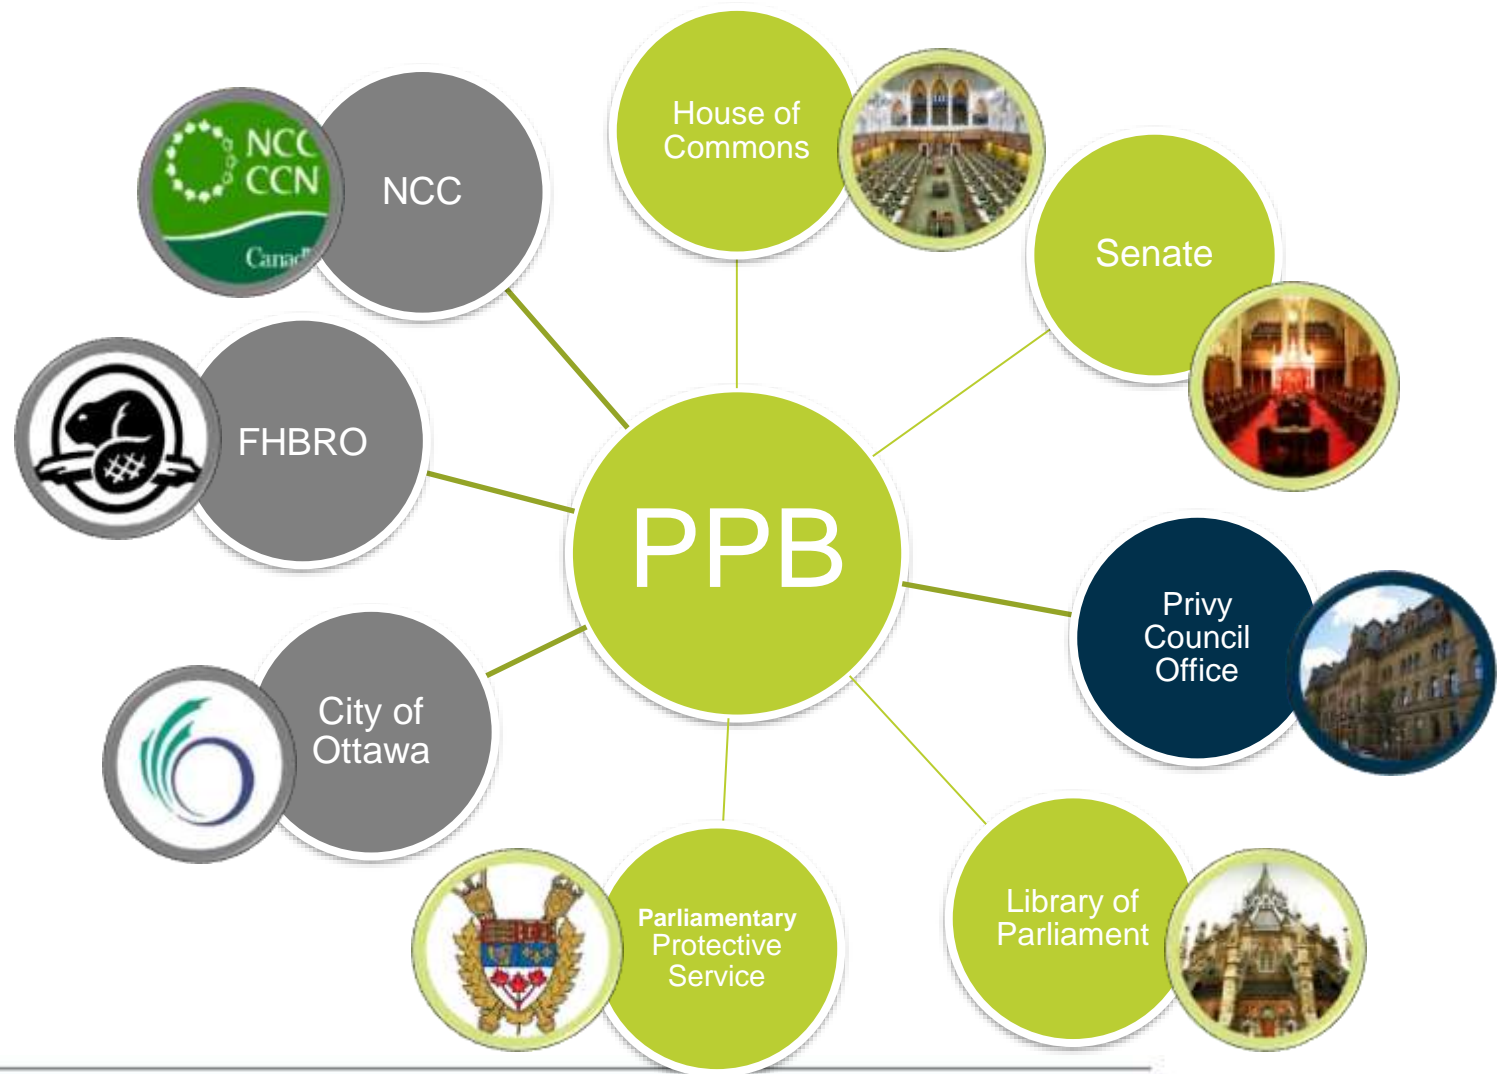 House of
Commons
NCC
CCN
NCC
Senate
Canad
FHBRO
PPB
Privy
Council
Office
City of
Ottawa
Library of
Parliament
Parliamentary
Protective
Service